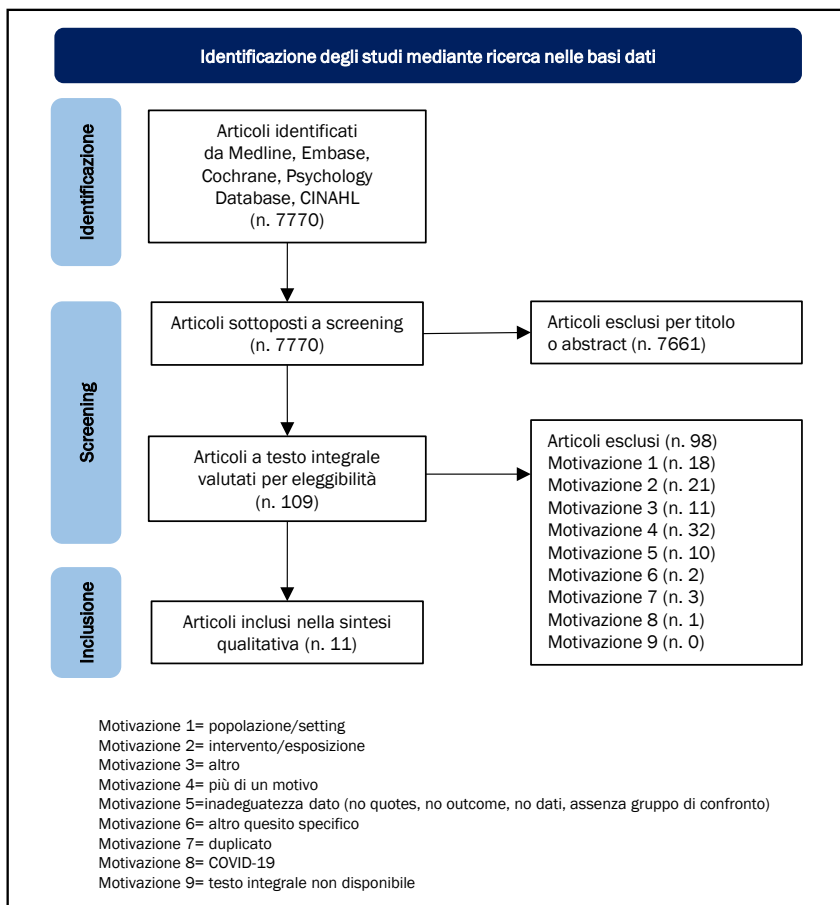 Identificazione degli studi mediante ricerca nelle basi dati
Identificazione
Articoli identificati
da Medline, Embase,
Cochrane, Psychology
Database, CINAHL
(n. 7770)
Screening
Articoli sottoposti a screening
(n. 7770)
Articoli esclusi per titolo
o abstract (n. 7661)
Articoli a testo integrale
valutati per eleggibilità
(n. 109)
Articoli esclusi (n. 98)
Motivazione 1 (n. 18)
Motivazione 2 (n. 21)
Motivazione 3 (n. 11)
Motivazione 4 (n. 32)
Motivazione 5 (n. 10)
Motivazione 6 (n. 2)
Motivazione 7 (n. 3)
Motivazione 8 (n. 1)
Motivazione 9 (n. 0)
Inclusione
Articoli inclusi nella sintesi
qualitativa (n. 11)
Motivazione 1= popolazione/setting
Motivazione 2= intervento/esposizione
Motivazione 3= altro
Motivazione 4= più di un motivo
Motivazione 5=inadeguatezza dato (no quotes, no outcome, no dati, assenza gruppo di confronto)
Motivazione 6= altro quesito specifico
Motivazione 7= duplicato
Motivazione 8= COVID-19
Motivazione 9= testo integrale non disponibile